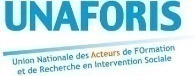 UNAFORIS
Union Nationale des Acteurs de FOrmation
et de Recherche en Intervention Sociale